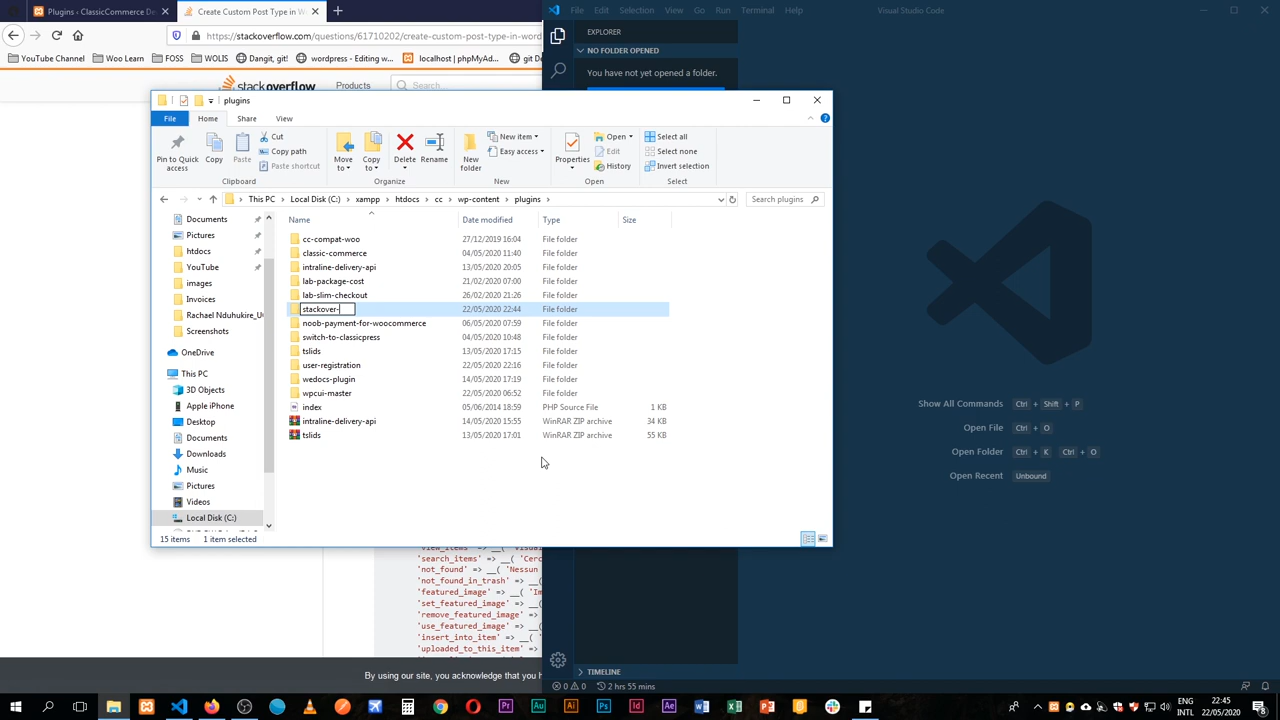 Plugins ‹ ClassicCommerce De
Create Custom Post Type in W
https://stackoverflow.com/questions/61710202/create-custom-post-type-in-word
YouTube Channel
Woo Learn
FOSS
WOLIS
Dangit, git!
wordpress - Editing w...
localhost | phpMyAd...
git De
stackoverflow
Products
Search...
File
Edit
Selection
View
Go
Run
Terminal
Help
Visual Studio Code
EXPLORER
NO FOLDER OPENED
You have not yet opened a folder.
plugins
File
Home
Share
View
Pin to Quick access
Copy
Paste
Cut
Copy path
Paste shortcut
Clipboard
Move to
Copy to
Delete
Rename
Organize
New folder
New item
Easy access
New
Properties
Open
Edit
History
Open
Select all
Select none
Invert selection
Select
This PC
Local Disk (C:)
xampp
htdocs
cc
wp-content
plugins
Search plugins
Name
Date modified
Type
Size
Documents
Pictures
htdocs
YouTube
images
Invoices
Rachael Nduhukire_U
Screenshots
OneDrive
This PC
3D Objects
Apple iPhone
Desktop
Documents
Downloads
Music
Pictures
Videos
Local Disk (C:)
cc-compat-woo 27/12/2019 16:04 File folder
classic-commerce 04/05/2020 11:40 File folder
intraline-delivery-api 13/05/2020 20:05 File folder
lab-package-cost 21/02/2020 07:00 File folder
lab-slim-checkout 26/02/2020 21:26 File folder
stackover- 22/05/2020 22:44 File folder
noob-payment-for-woocommerce 06/05/2020 07:59 File folder
switch-to-classicpress 04/05/2020 10:48 File folder
tslids 13/05/2020 17:15 File folder
user-registration 22/05/2020 22:16 File folder
wedocs-plugin 14/05/2020 17:19 File folder
wpcui-master 22/05/2020 06:52 File folder
index 05/06/2014 18:59 PHP Source File 1 KB
intraline-delivery-api 14/05/2020 15:55 WinRAR ZIP archive 34 KB
tslids 13/05/2020 17:01 WinRAR ZIP archive 55 KB
15 items
1 item selected
Show All Commands Ctrl + Shift + P
Open File Ctrl + O
Open Folder Ctrl + K Ctrl + O
Open Recent Unbound
'search_items' => __( 'Cerc
'not_found' => __( 'Nessun
'not_found_in_trash' => __(
'featured_image' => __( 'Im
'set_featured_image' => __(
'remove_featured_image' =>
'use_featured_image' => __(
'insert_into_item' => __( '
'uploaded_to_this_item' =>
By using our site, you acknowledge that you h
TIMELINE
0
0
2 hrs 55 mins
ENG
INTL
22:45
22/05/2020